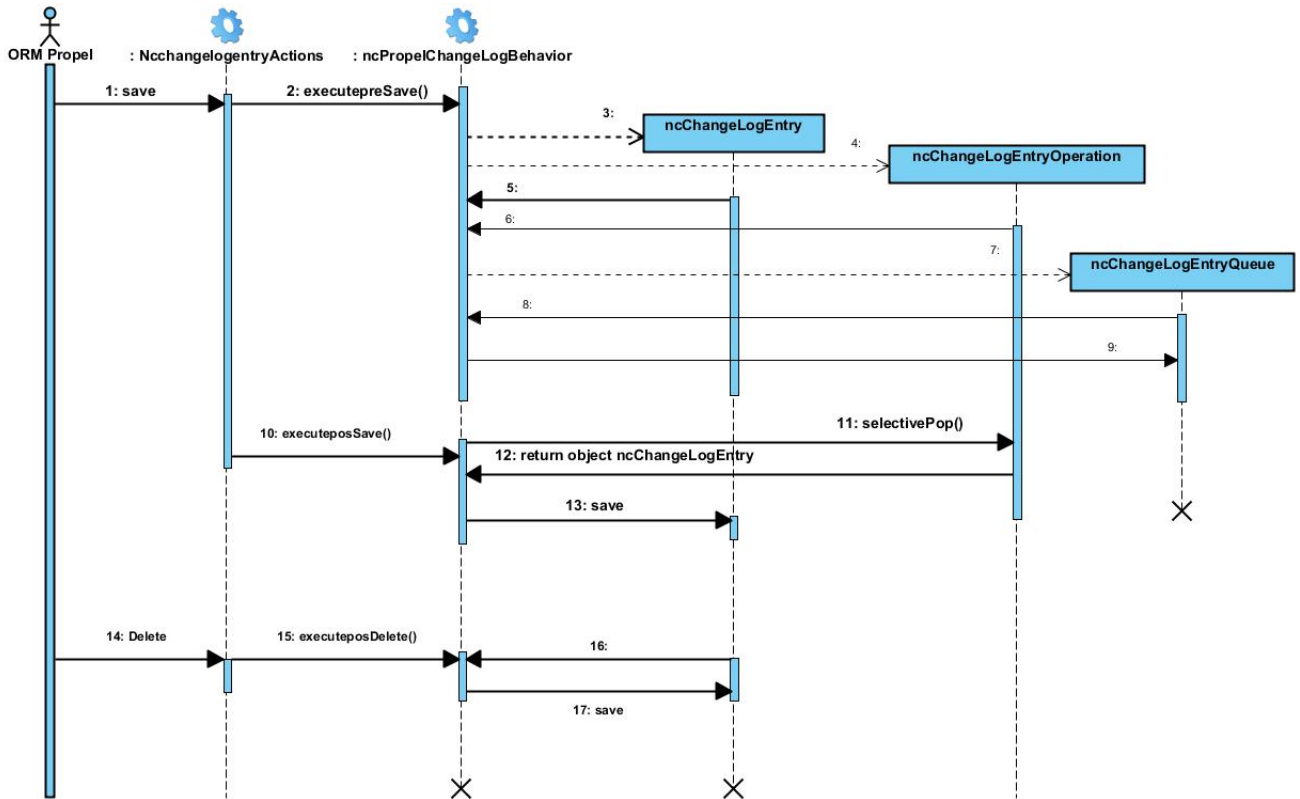 ORM Propel
: NcchangelogentryActions
: ncPropelChangeLogBehavior
1: save
2: executepreSave()
3:
ncChangeLogEntry
4:
ncChangeLogEntryOperation
5:
6:
7:
ncChangeLogEntryQueue
8:
9:
10: executeposSave()
11: selectivePop()
12: return object ncChangeLogEntry
13: save
14: Delete
15: executeposDelete()
16:
17: save